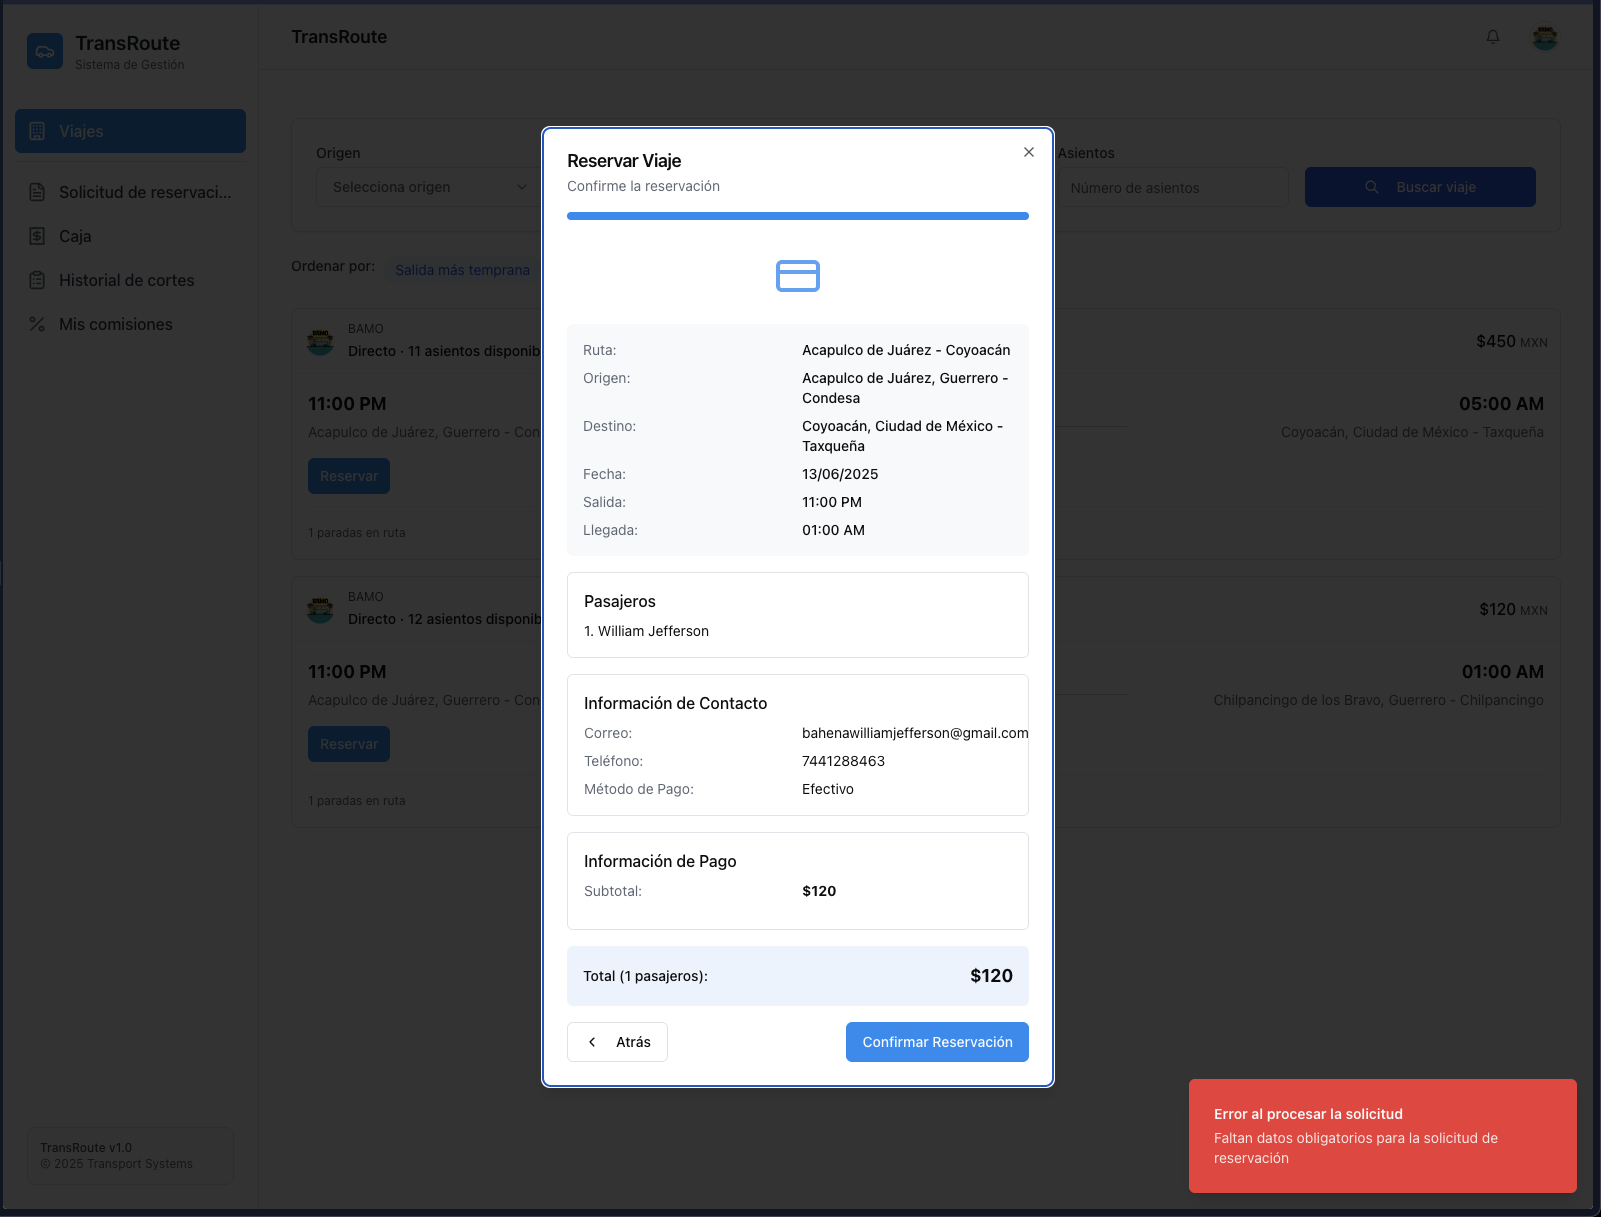 TransRoute
Sistema de Gestión
Viajes
Solicitud de reservaci...
Caja
Historial de cortes
Mis comisiones
TransRoute v1.0
© 2025 Transport Systems
TransRoute
Origen
Selecciona origen
Asientos
Número de asientos
Buscar viaje
Ordenar por:
Salida más temprana
BAMO
Directo · 11 asientos disponib
$450 MXN
11:00 PM
05:00 AM
Acapulco de Juárez, Guerrero - Con
Coyoacán, Ciudad de México - Taxqueña
Reservar
1 paradas en ruta
BAMO
Directo · 12 asientos disponib
$120 MXN
11:00 PM
01:00 AM
Acapulco de Juárez, Guerrero - Con
Chilpancingo de los Bravo, Guerrero - Chilpancingo
Reservar
1 paradas en ruta
Reservar Viaje
Confirme la reservación
Ruta: Acapulco de Juárez - Coyoacán
Origen: Acapulco de Juárez, Guerrero -
Condesa
Destino: Coyoacán, Ciudad de México -
Taxqueña
Fecha: 13/06/2025
Salida: 11:00 PM
Llegada: 01:00 AM
Pasajeros
1. William Jefferson
Información de Contacto
Correo: bahenawilliamjefferson@gmail.com
Teléfono: 7441288463
Método de Pago: Efectivo
Información de Pago
Subtotal: $120
Total (1 pasajeros): $120
Atrás
Confirmar Reservación
Error al procesar la solicitud
Faltan datos obligatorios para la solicitud de
reservación